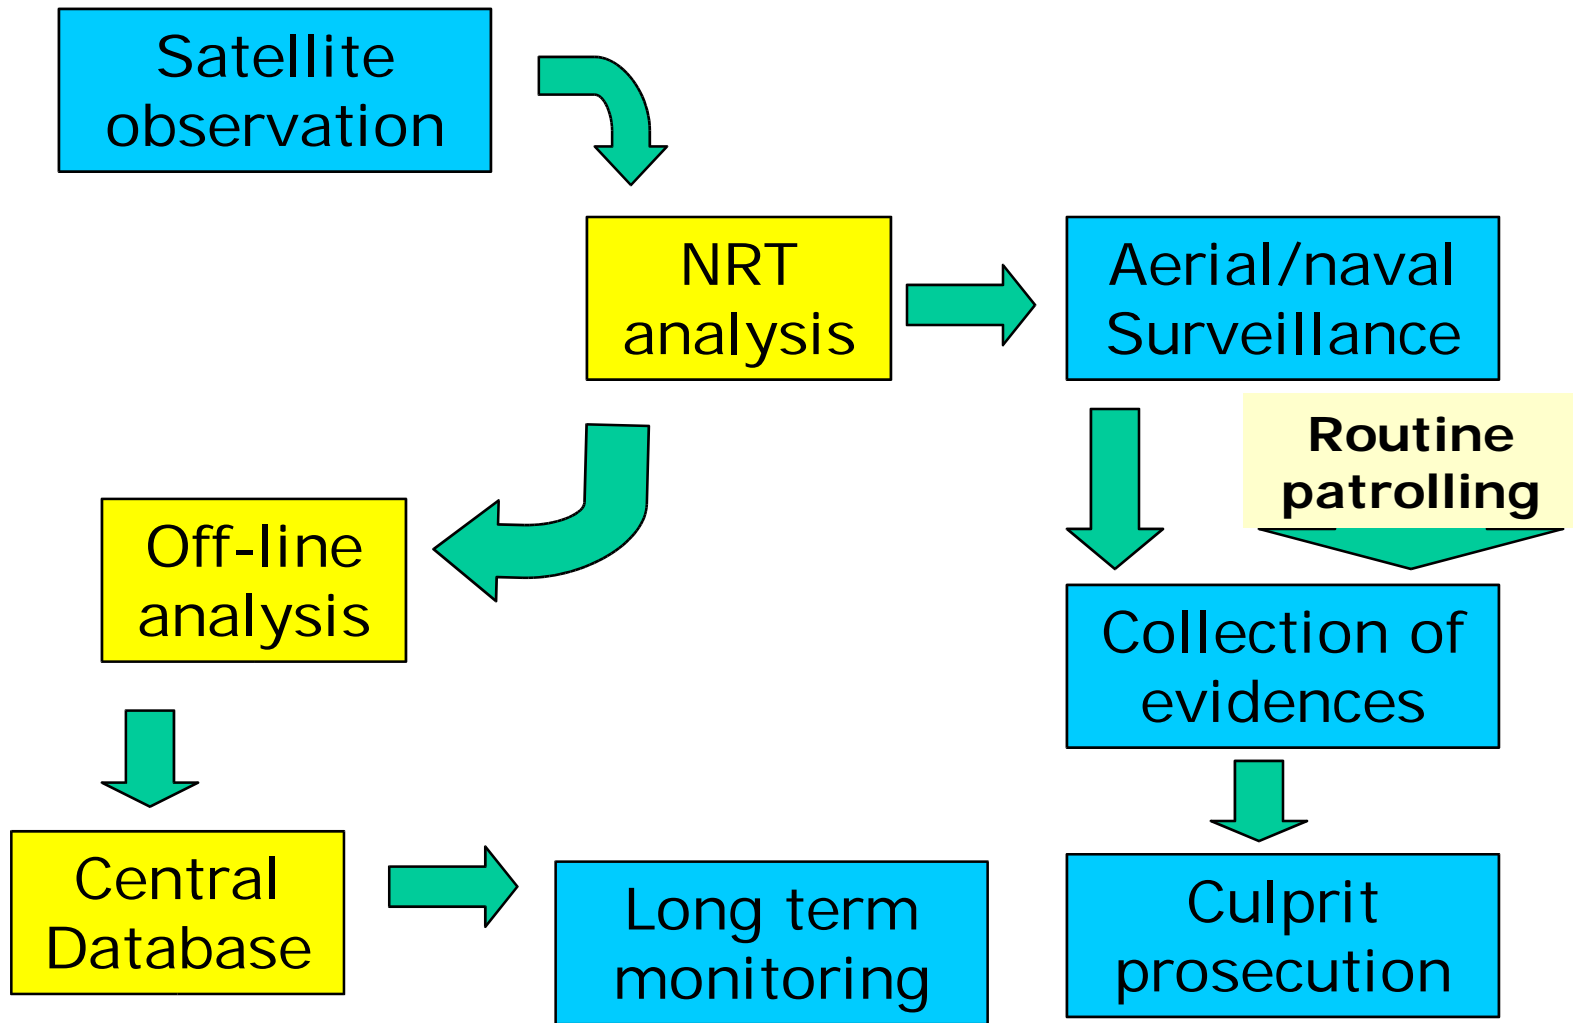 Satellite
observation
NRT
analysis
Aerial/naval
Surveillance
Routine
patrolling
Off-line
analysis
Collection of
evidences
Central
Database
Long term
monitoring
Culprit
prosecution